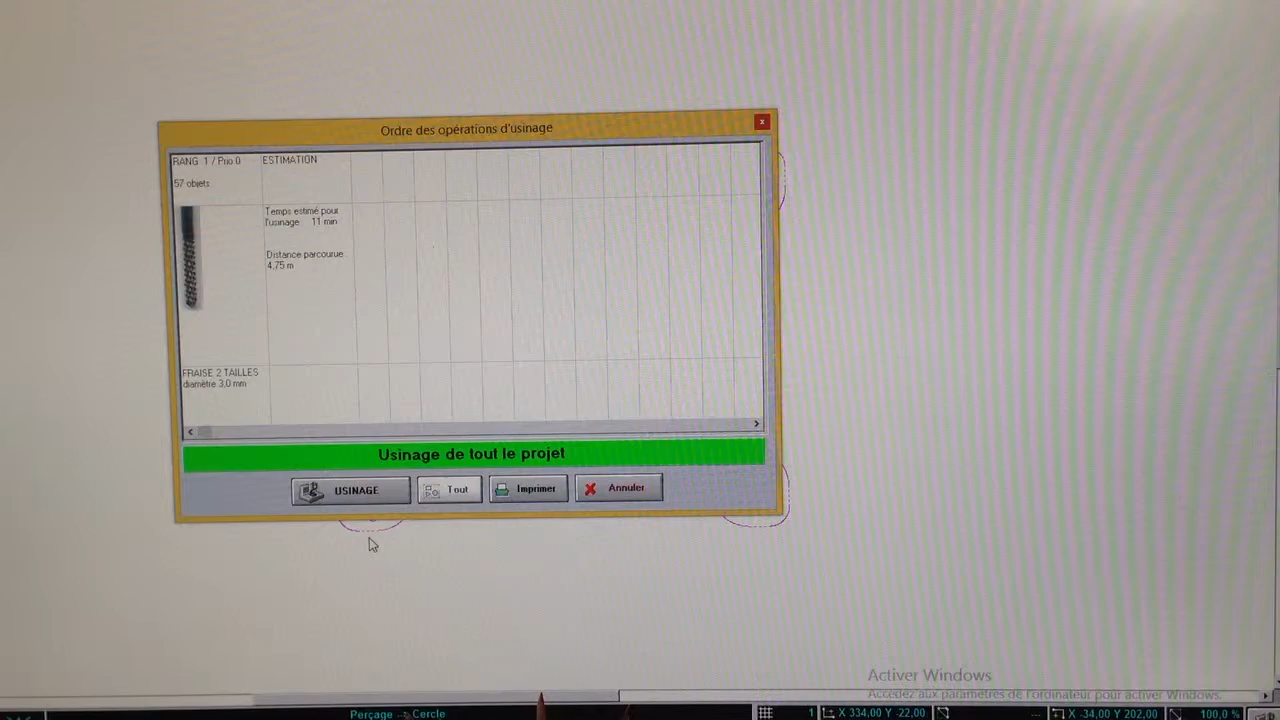 Ordre des opérations d'usinage
x
RANG 1 / Prio.0
ESTIMATION
57 objets
Temps estimé pour
l'usinage 11 min
Distance parcourue
4,75 m
FRAISE 2 TAILLES
diamètre 3,0 mm
Usinage de tout le projet
USINAGE
Tout
Imprimer
Annuler
Activer Windows
Accédez aux paramètres de l'ordinateur pour activer Windows.
Perçage -> Cercle
1
X 334,00 Y -22,00
X -34,00 Y 202,00
100,0 %